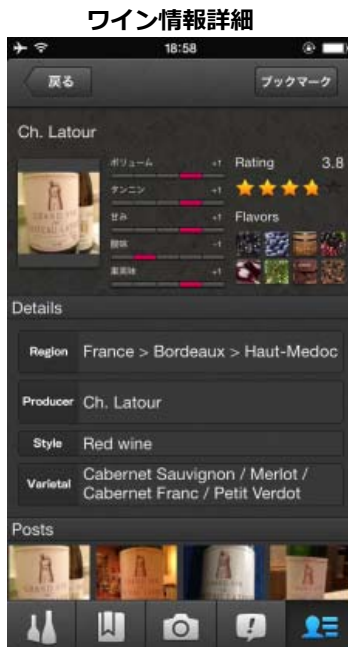 ワイン情報詳細
18:58
戻る
ブックマーク
Ch. Latour
ボリューム +1
タンニン +1
甘み +1
酸味 -1
果実味 +1
Rating 3.8
Flavors
Details
Region France > Bordeaux > Haut-Medoc
Producer Ch. Latour
Style Red wine
Varietal Cabernet Sauvignon / Merlot /
Cabernet Franc / Petit Verdot
Posts